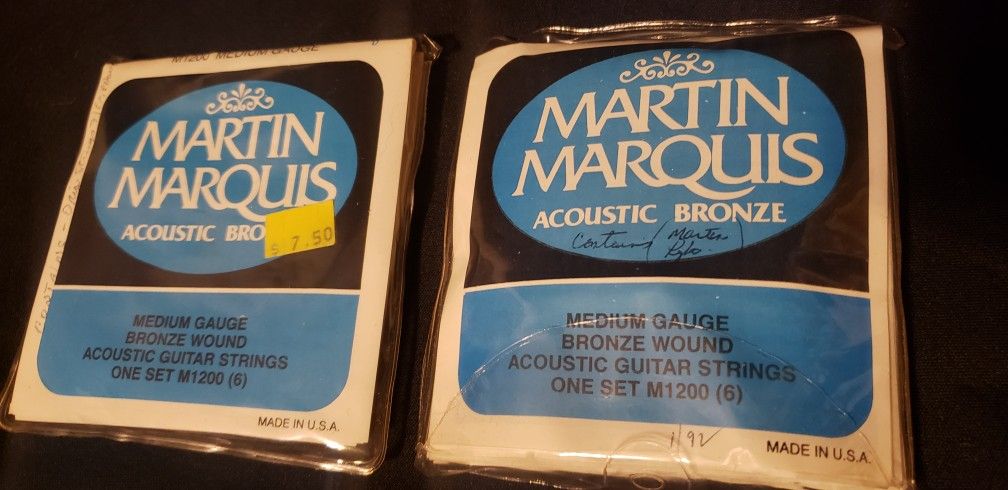 M1200 MEDIUM GAUGE
MARTIN
MARQUIS
ACOUSTIC BRO
$ 7.50
MEDIUM GAUGE
BRONZE WOUND
ACOUSTIC GUITAR STRINGS
ONE SET M1200 (6)
MADE IN U.S.A.
MARTIN
MARQUIS
ACOUSTIC BRONZE
Contains Martin
MEDIUM GAUGE
BRONZE WOUND
ACOUSTIC GUITAR STRINGS
ONE SET M1200 (6)
1/92
MADE IN U.S.A.